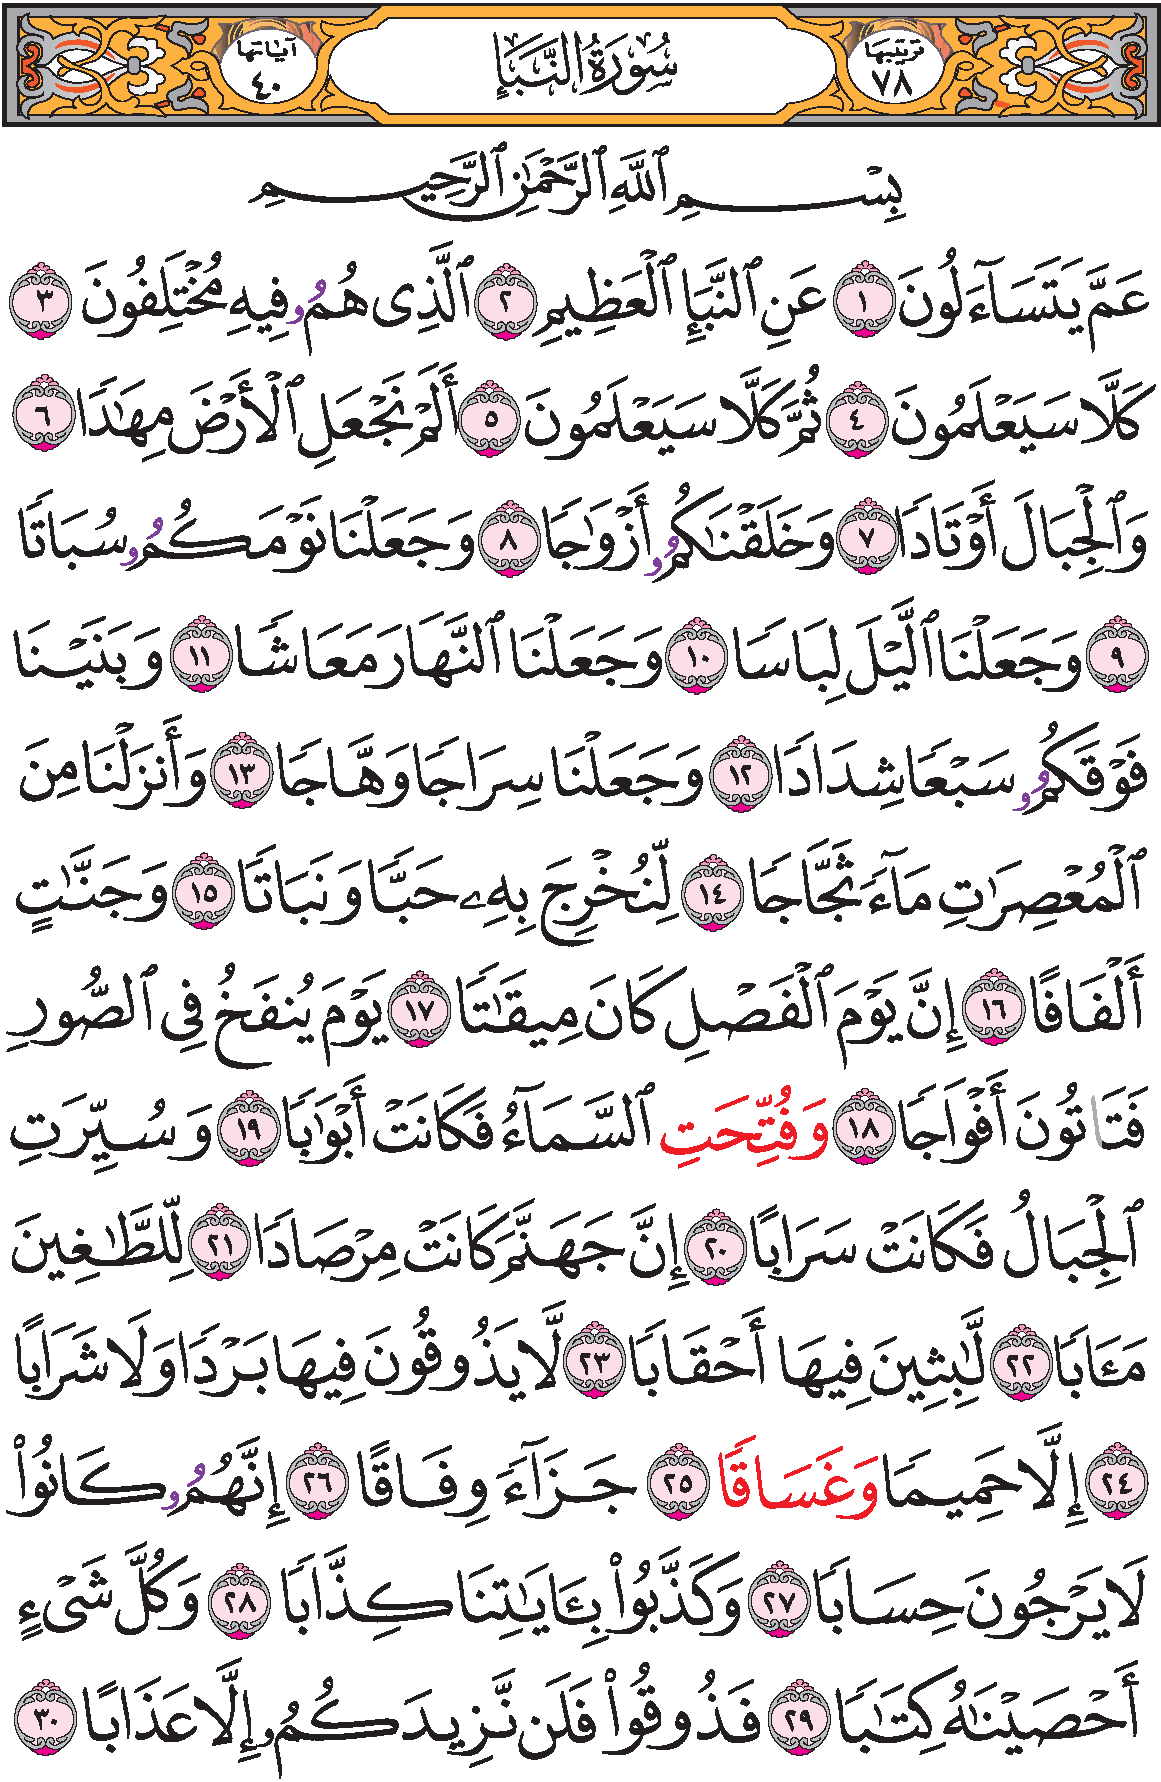 ترتيبها ٧٨ سُورَةُ النَّبَإِ آياتها ٤٠
بِسْمِ ٱللَّهِ ٱلرَّحْمَٰنِ ٱلرَّحِيمِ
عَمَّ يَتَسَآءَلُونَ ١ عَنِ ٱلنَّبَإِ ٱلْعَظِيمِ ٢ ٱلَّذِى هُمُۥ فِيهِ مُخْتَلِفُونَ ٣
كَلَّا سَيَعْلَمُونَ ٤ ثُمَّ كَلَّا سَيَعْلَمُونَ ٥ أَلَمْ نَجْعَلِ ٱلْأَرْضَ مِهَٰدًا ٦
وَٱلْجِبَالَ أَوْتَادًا ٧ وَخَلَقْنَٰكُمُۥ أَزْوَٰجًا ٨ وَجَعَلْنَا نَوْمَكُمُۥ سُبَاتًا
٩ وَجَعَلْنَا ٱلَّيْلَ لِبَاسًا ١٠ وَجَعَلْنَا ٱلنَّهَارَ مَعَاشًا ١١ وَبَنَيْنَا
فَوْقَكُمُۥ سَبْعًا شِدَادًا ١٢ وَجَعَلْنَا سِرَاجًا وَهَّاجًا ١٣ وَأَنزَلْنَا مِنَ
ٱلْمُعْصِرَٰتِ مَآءً ثَجَّاجًا ١٤ لِّنُخْرِجَ بِهِۦ حَبًّا وَنَبَاتًا ١٥ وَجَنَّٰتٍ
أَلْفَافًا ١٦ إِنَّ يَوْمَ ٱلْفَصْلِ كَانَ مِيقَٰتًا ١٧ يَوْمَ يُنفَخُ فِى ٱلصُّورِ
فَتَاتُونَ أَفْوَاجًا ١٨ وَفُتِّحَتِ ٱلسَّمَآءُ فَكَانَتْ أَبْوَٰبًا ١٩ وَسُيِّرَتِ
ٱلْجِبَالُ فَكَانَتْ سَرَابًا ٢٠ إِنَّ جَهَنَّمَ كَانَتْ مِرْصَادًا ٢١ لِّلطَّٰغِينَ
مَـَٔابًا ٢٢ لَّٰبِثِينَ فِيهَا أَحْقَابًا ٢٣ لَّا يَذُوقُونَ فِيهَا بَرْدًا وَلَا شَرَابًا
٢٤ إِلَّا حَمِيمًا وَغَسَاقًا ٢٥ جَزَآءً وِفَاقًا ٢٦ إِنَّهُمُۥ كَانُوا۟
لَا يَرْجُونَ حِسَابًا ٢٧ وَكَذَّبُوا۟ بِـَٔايَٰتِنَا كِذَّابًا ٢٨ وَكُلَّ شَىْءٍ
أَحْصَيْنَٰهُ كِتَٰبًا ٢٩ فَذُوقُوا۟ فَلَن نَّزِيدَكُمُۥ إِلَّا عَذَابًا ٣٠